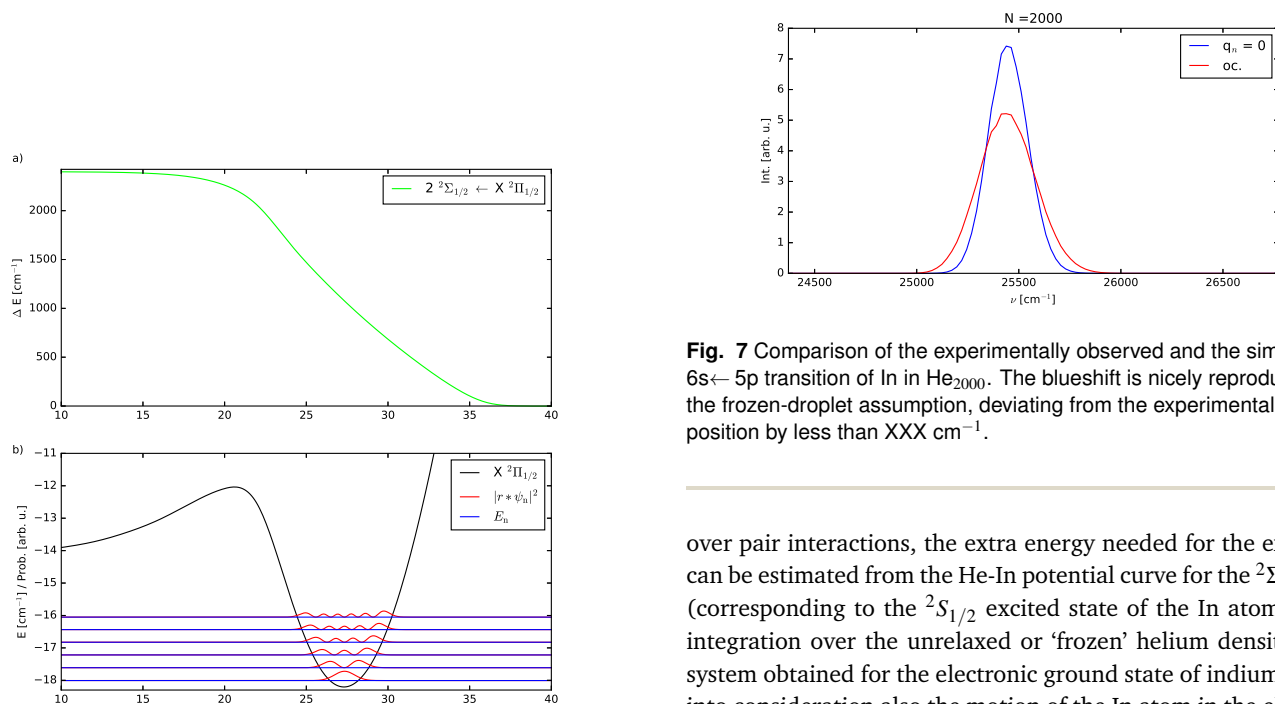 a)
2 ²Σ₁/₂ ← X ²Π₁/₂
Δ E [cm⁻¹]
2000
1500
1000
500
0
10 15 20 25 30 35 40
b)
X ²Π₁/₂
|r ∗ ψₙ|²
Eₙ
E [cm⁻¹] / Prob. [arb. u.]
−11
−12
−13
−14
−15
−16
−17
−18
10 15 20 25 30 35 40
N =2000
qₙ = 0
oc.
Int. [arb. u.]
8
7
6
5
4
3
2
1
0
24500 25000 25500 26000 26500
ν [cm⁻¹]
Fig. 7 Comparison of the experimentally observed and the sim
6s← 5p transition of In in He₂₀₀₀. The blueshift is nicely reprodu
the frozen-droplet assumption, deviating from the experimental
position by less than XXX cm⁻¹.
over pair interactions, the extra energy needed for the e
can be estimated from the He-In potential curve for the ²Σ
(corresponding to the ²S₁/₂ excited state of the In atom
integration over the unrelaxed or ‘frozen’ helium densit
system obtained for the electronic ground state of indium